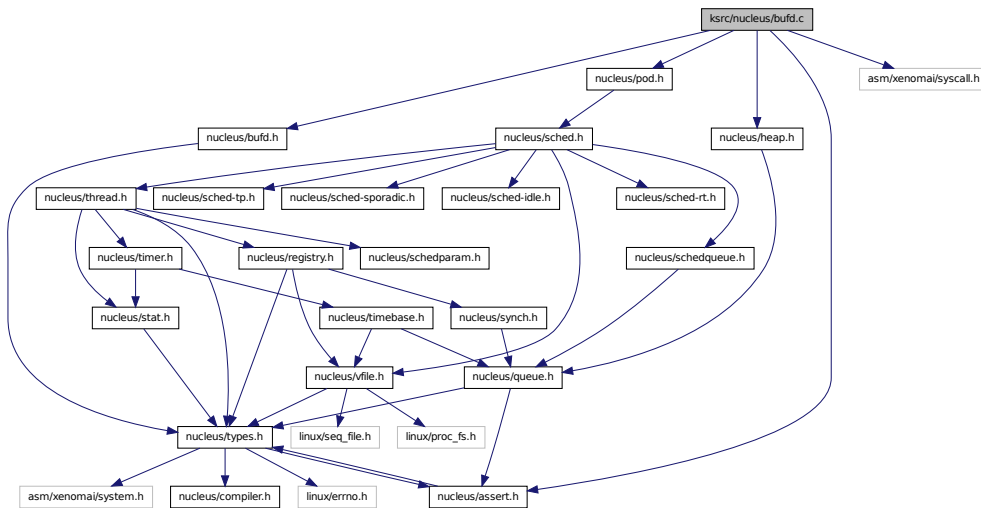 ksrc/nucleus/bufd.c
nucleus/pod.h
asm/xenomai/syscall.h
nucleus/bufd.h
nucleus/sched.h
nucleus/heap.h
nucleus/thread.h
nucleus/sched-tp.h
nucleus/sched-sporadic.h
nucleus/sched-idle.h
nucleus/sched-rt.h
nucleus/timer.h
nucleus/registry.h
nucleus/schedparam.h
nucleus/schedqueue.h
nucleus/stat.h
nucleus/timebase.h
nucleus/synch.h
nucleus/vfile.h
nucleus/queue.h
nucleus/types.h
linux/seq_file.h
linux/proc_fs.h
asm/xenomai/system.h
nucleus/compiler.h
linux/errno.h
nucleus/assert.h